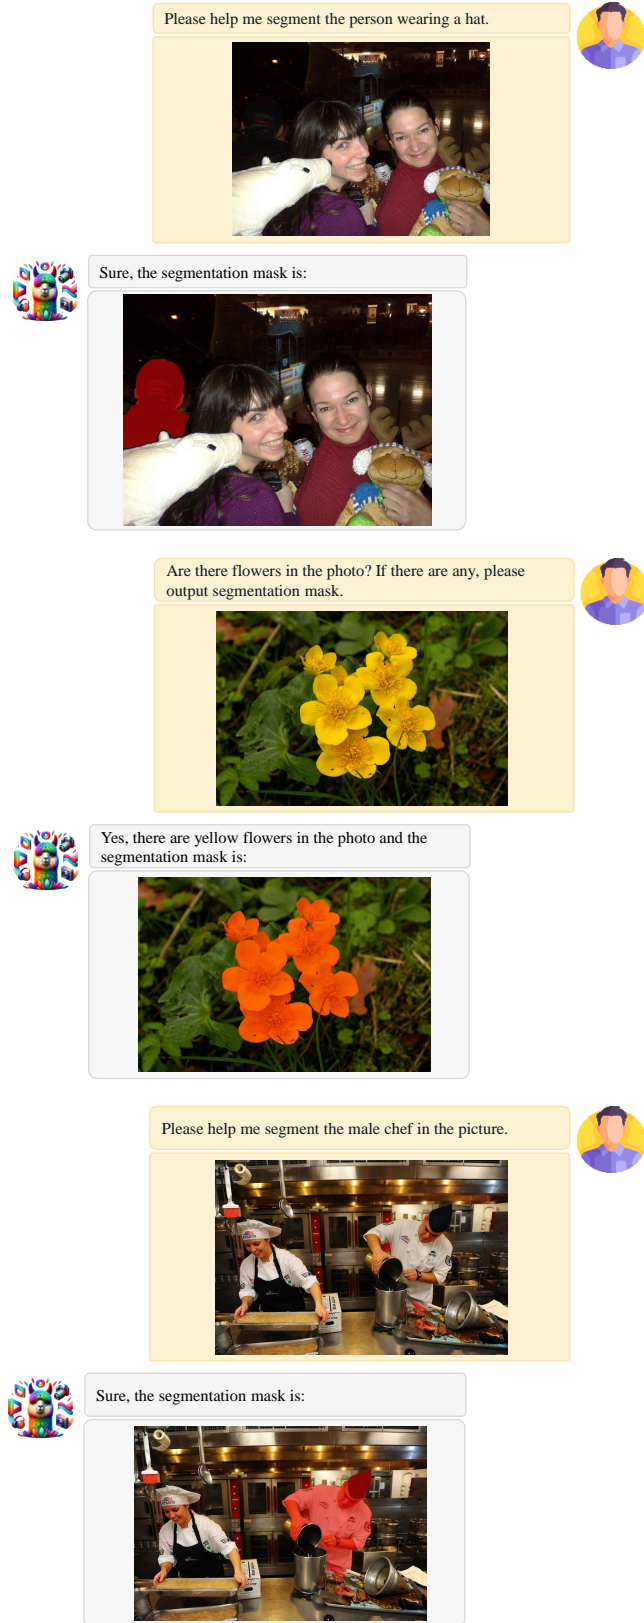 Please help me segment the person wearing a hat.
Sure, the segmentation mask is:
Are there flowers in the photo? If there are any, please
output segmentation mask.
Yes, there are yellow flowers in the photo and the
segmentation mask is:
Please help me segment the male chef in the picture.
Sure, the segmentation mask is: